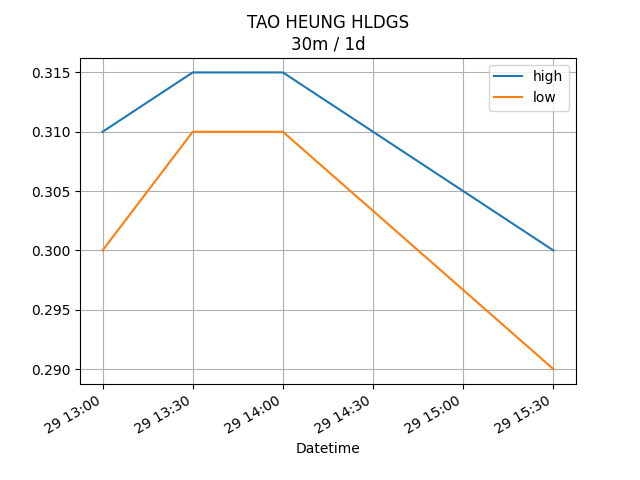 TAO HEUNG HLDGS
30m / 1d
high
low
0.315
0.310
0.305
0.300
0.295
0.290
29 13:00
29 13:30
29 14:00
29 14:30
29 15:00
29 15:30
Datetime